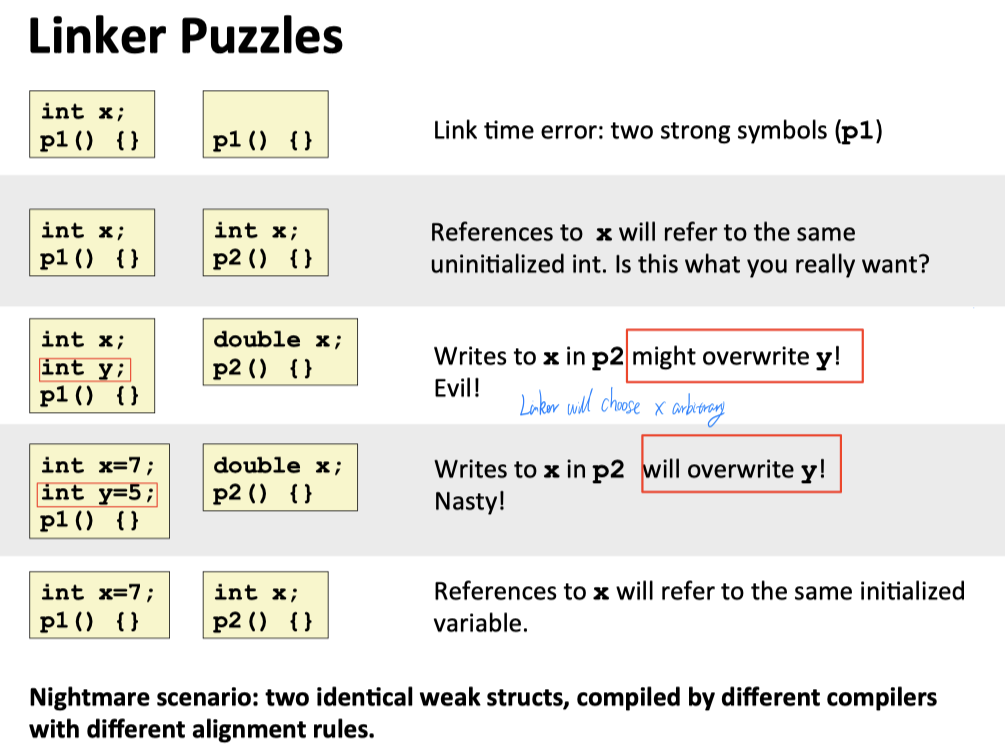 Linker Puzzles
int x;
p1() {}
p1() {}
Link time error: two strong symbols (p1)
int x;
p1() {}
int x;
p2() {}
References to x will refer to the same
uninitialized int. Is this what you really want?
int x;
int y;
p1() {}
double x;
p2() {}
Writes to x in p2 might overwrite y!
Evil!
Linker will choose x arbitrary
int x=7;
int y=5;
p1() {}
double x;
p2() {}
Writes to x in p2 will overwrite y!
Nasty!
int x=7;
p1() {}
int x;
p2() {}
References to x will refer to the same initialized
variable.
Nightmare scenario: two identical weak structs, compiled by different compilers
with different alignment rules.